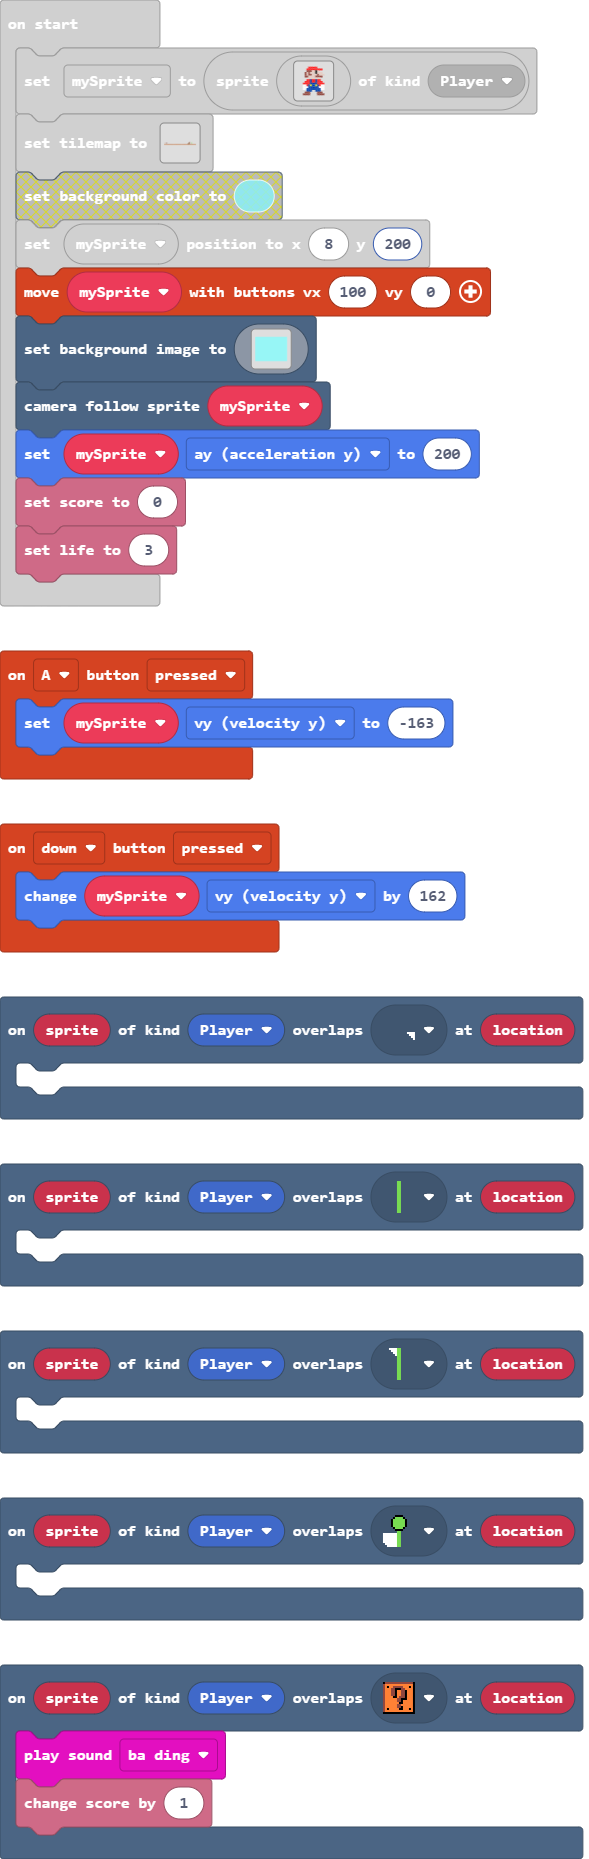 on start
set mySprite to sprite of kind Player
set tilemap to
set background color to
set mySprite position to x 8 y 200
move mySprite with buttons vx 100 vy 0
set background image to
camera follow sprite mySprite
set mySprite ay (acceleration y) to 200
set score to 0
set life to 3
on A button pressed
set mySprite vy (velocity y) to -163
on down button pressed
change mySprite vy (velocity y) by 162
on sprite of kind Player overlaps at location
on sprite of kind Player overlaps at location
on sprite of kind Player overlaps at location
on sprite of kind Player overlaps at location
on sprite of kind Player overlaps ? at location
play sound ba ding
change score by 1